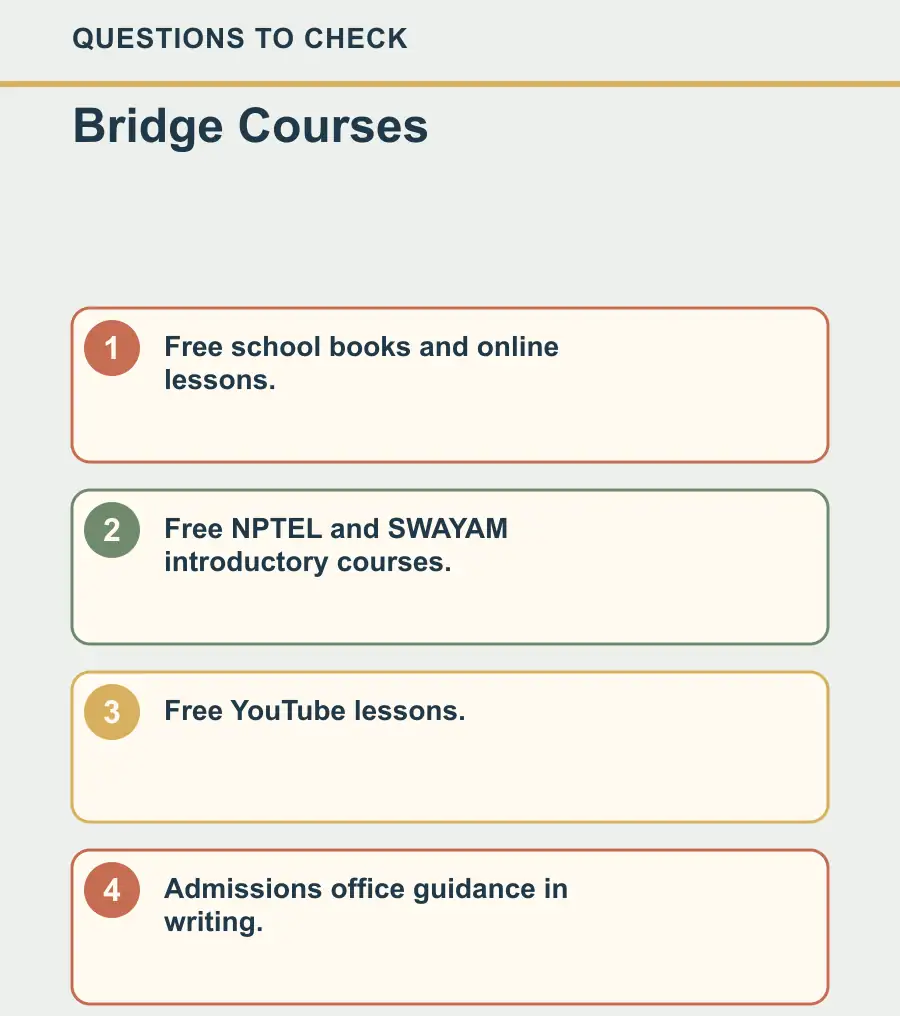 QUESTIONS TO CHECK
Bridge Courses
1
Free school books and online
lessons.
2
Free NPTEL and SWAYAM
introductory courses.
3
Free YouTube lessons.
4
Admissions office guidance in
writing.